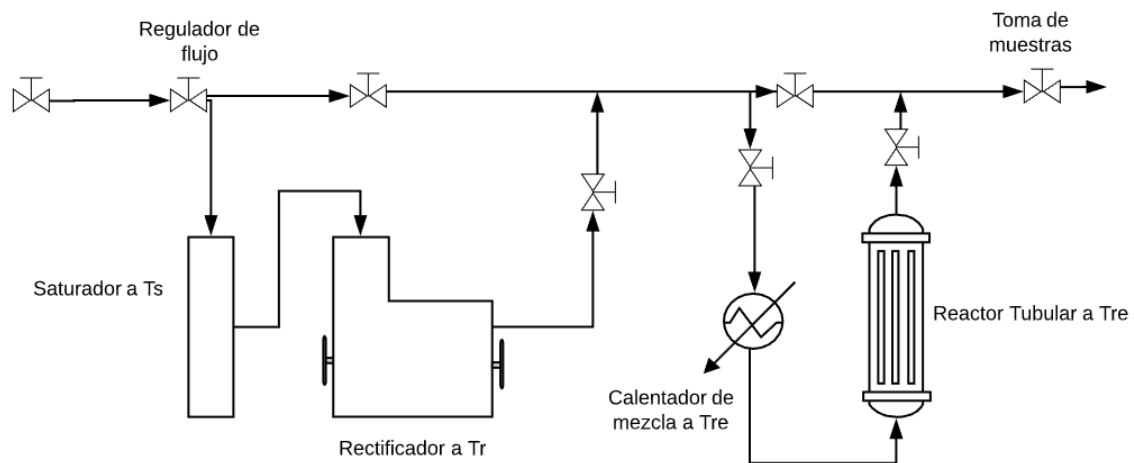 Regulador de
flujo
Toma de
muestras
Saturador a Ts
Rectificador a Tr
Calentador de
mezcla a Tre
Reactor Tubular a Tre